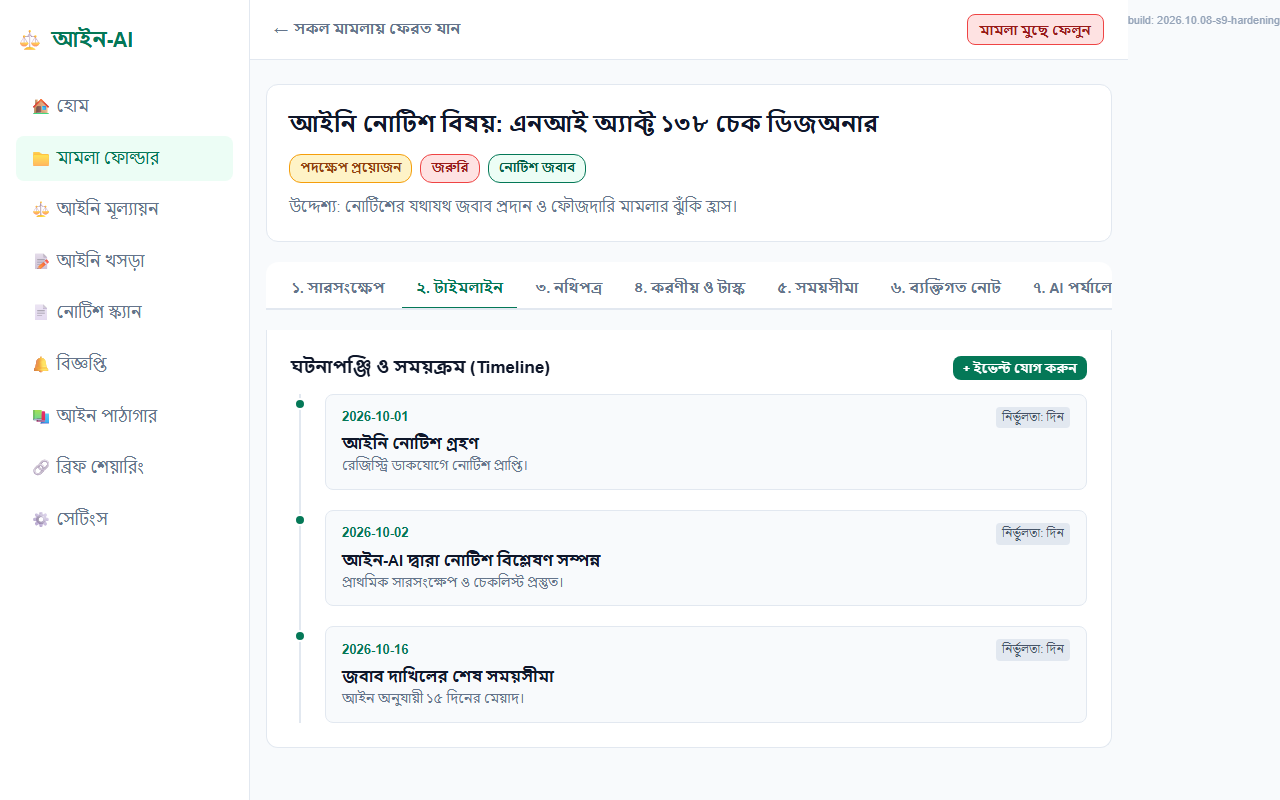 আইন-AI
হোম
মামলা ফোল্ডার
আইনি মূল্যায়ন
আইনি খসড়া
নোটিশ স্ক্যান
বিজ্ঞপ্তি
আইন পাঠাগার
ব্রিফ শেয়ারিং
সেটিংস
← সকল মামলায় ফেরত যান
মামলা মুছে ফেলুন
build: 2026.10.08-s9-hardening
আইনি নোটিশ বিষয়: এনআই অ্যাক্ট ১৩৮ চেক ডিজঅনার
পদক্ষেপ প্রয়োজন জরুরি নোটিশ জবাব
উদ্দেশ্য: নোটিশের যথাযথ জবাব প্রদান ও ফৌজদারি মামলার ঝুঁকি হ্রাস।
১. সারসংক্ষেপ ২. টাইমলাইন ৩. নথিপত্র ৪. করণীয় ও টাস্ক ৫. সময়সীমা ৬. ব্যক্তিগত নোট ৭. AI পর্যালে
ঘটনাপঞ্জি ও সময়ক্রম (Timeline)
+ ইভেন্ট যোগ করুন
2026-10-01
নির্ভুলতা: দিন
আইনি নোটিশ গ্রহণ
রেজিস্ট্রি ডাকযোগে নোটিশ প্রাপ্তি।
2026-10-02
নির্ভুলতা: দিন
আইন-AI দ্বারা নোটিশ বিশ্লেষণ সম্পন্ন
প্রাথমিক সারসংক্ষেপ ও চেকলিস্ট প্রস্তুত।
2026-10-16
নির্ভুলতা: দিন
জবাব দাখিলের শেষ সময়সীমা
আইন অনুযায়ী ১৫ দিনের মেয়াদ।